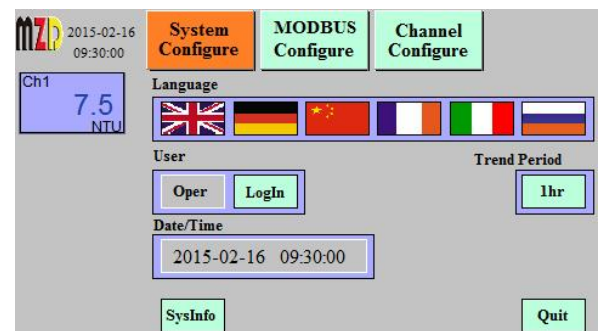 MZD 2015-02-16
09:30:00
System Configure
MODBUS Configure
Channel Configure
Ch1
7.5
NTU
Language
User
Trend Period
Oper LogIn
1hr
Date/Time
2015-02-16 09:30:00
SysInfo
Quit